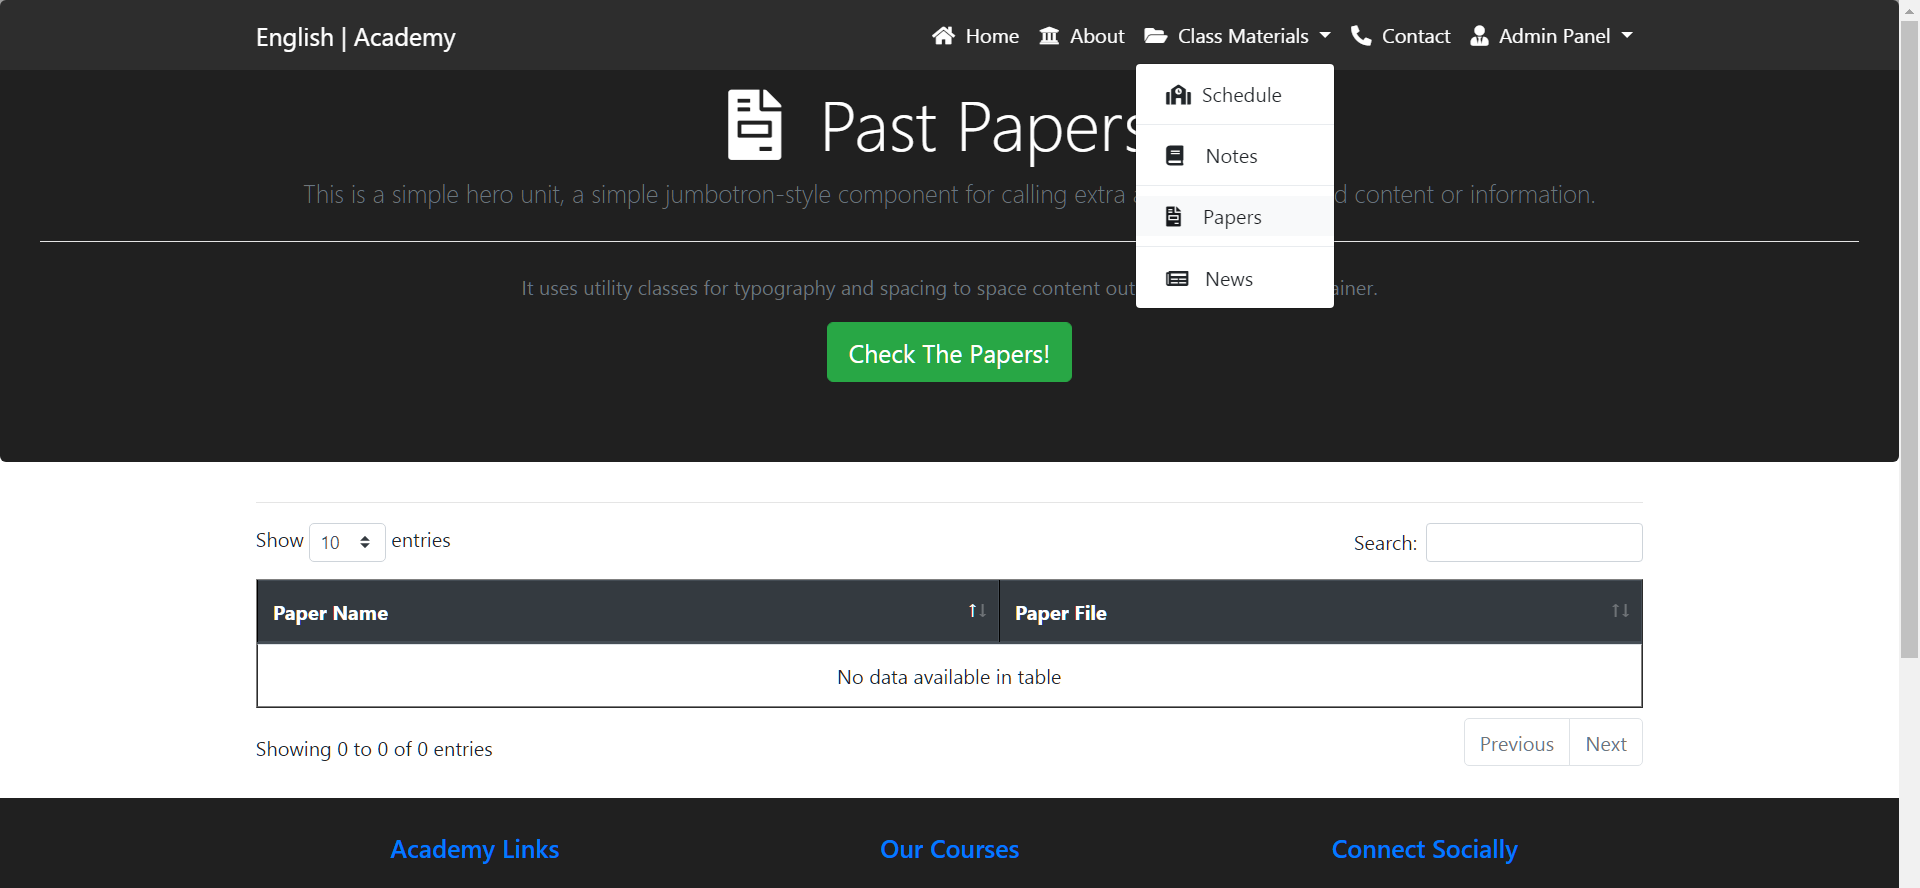 English | Academy
Home
About
Class Materials
Contact
Admin Panel
Schedule
Notes
Papers
News
Past Papers
This is a simple hero unit, a simple jumbotron-style component for calling extra d content or information.
It uses utility classes for typography and spacing to space content out ainer.
Check The Papers!
Show 10 entries
Search:
Paper Name
Paper File
No data available in table
Showing 0 to 0 of 0 entries
Previous
Next
Academy Links
Our Courses
Connect Socially